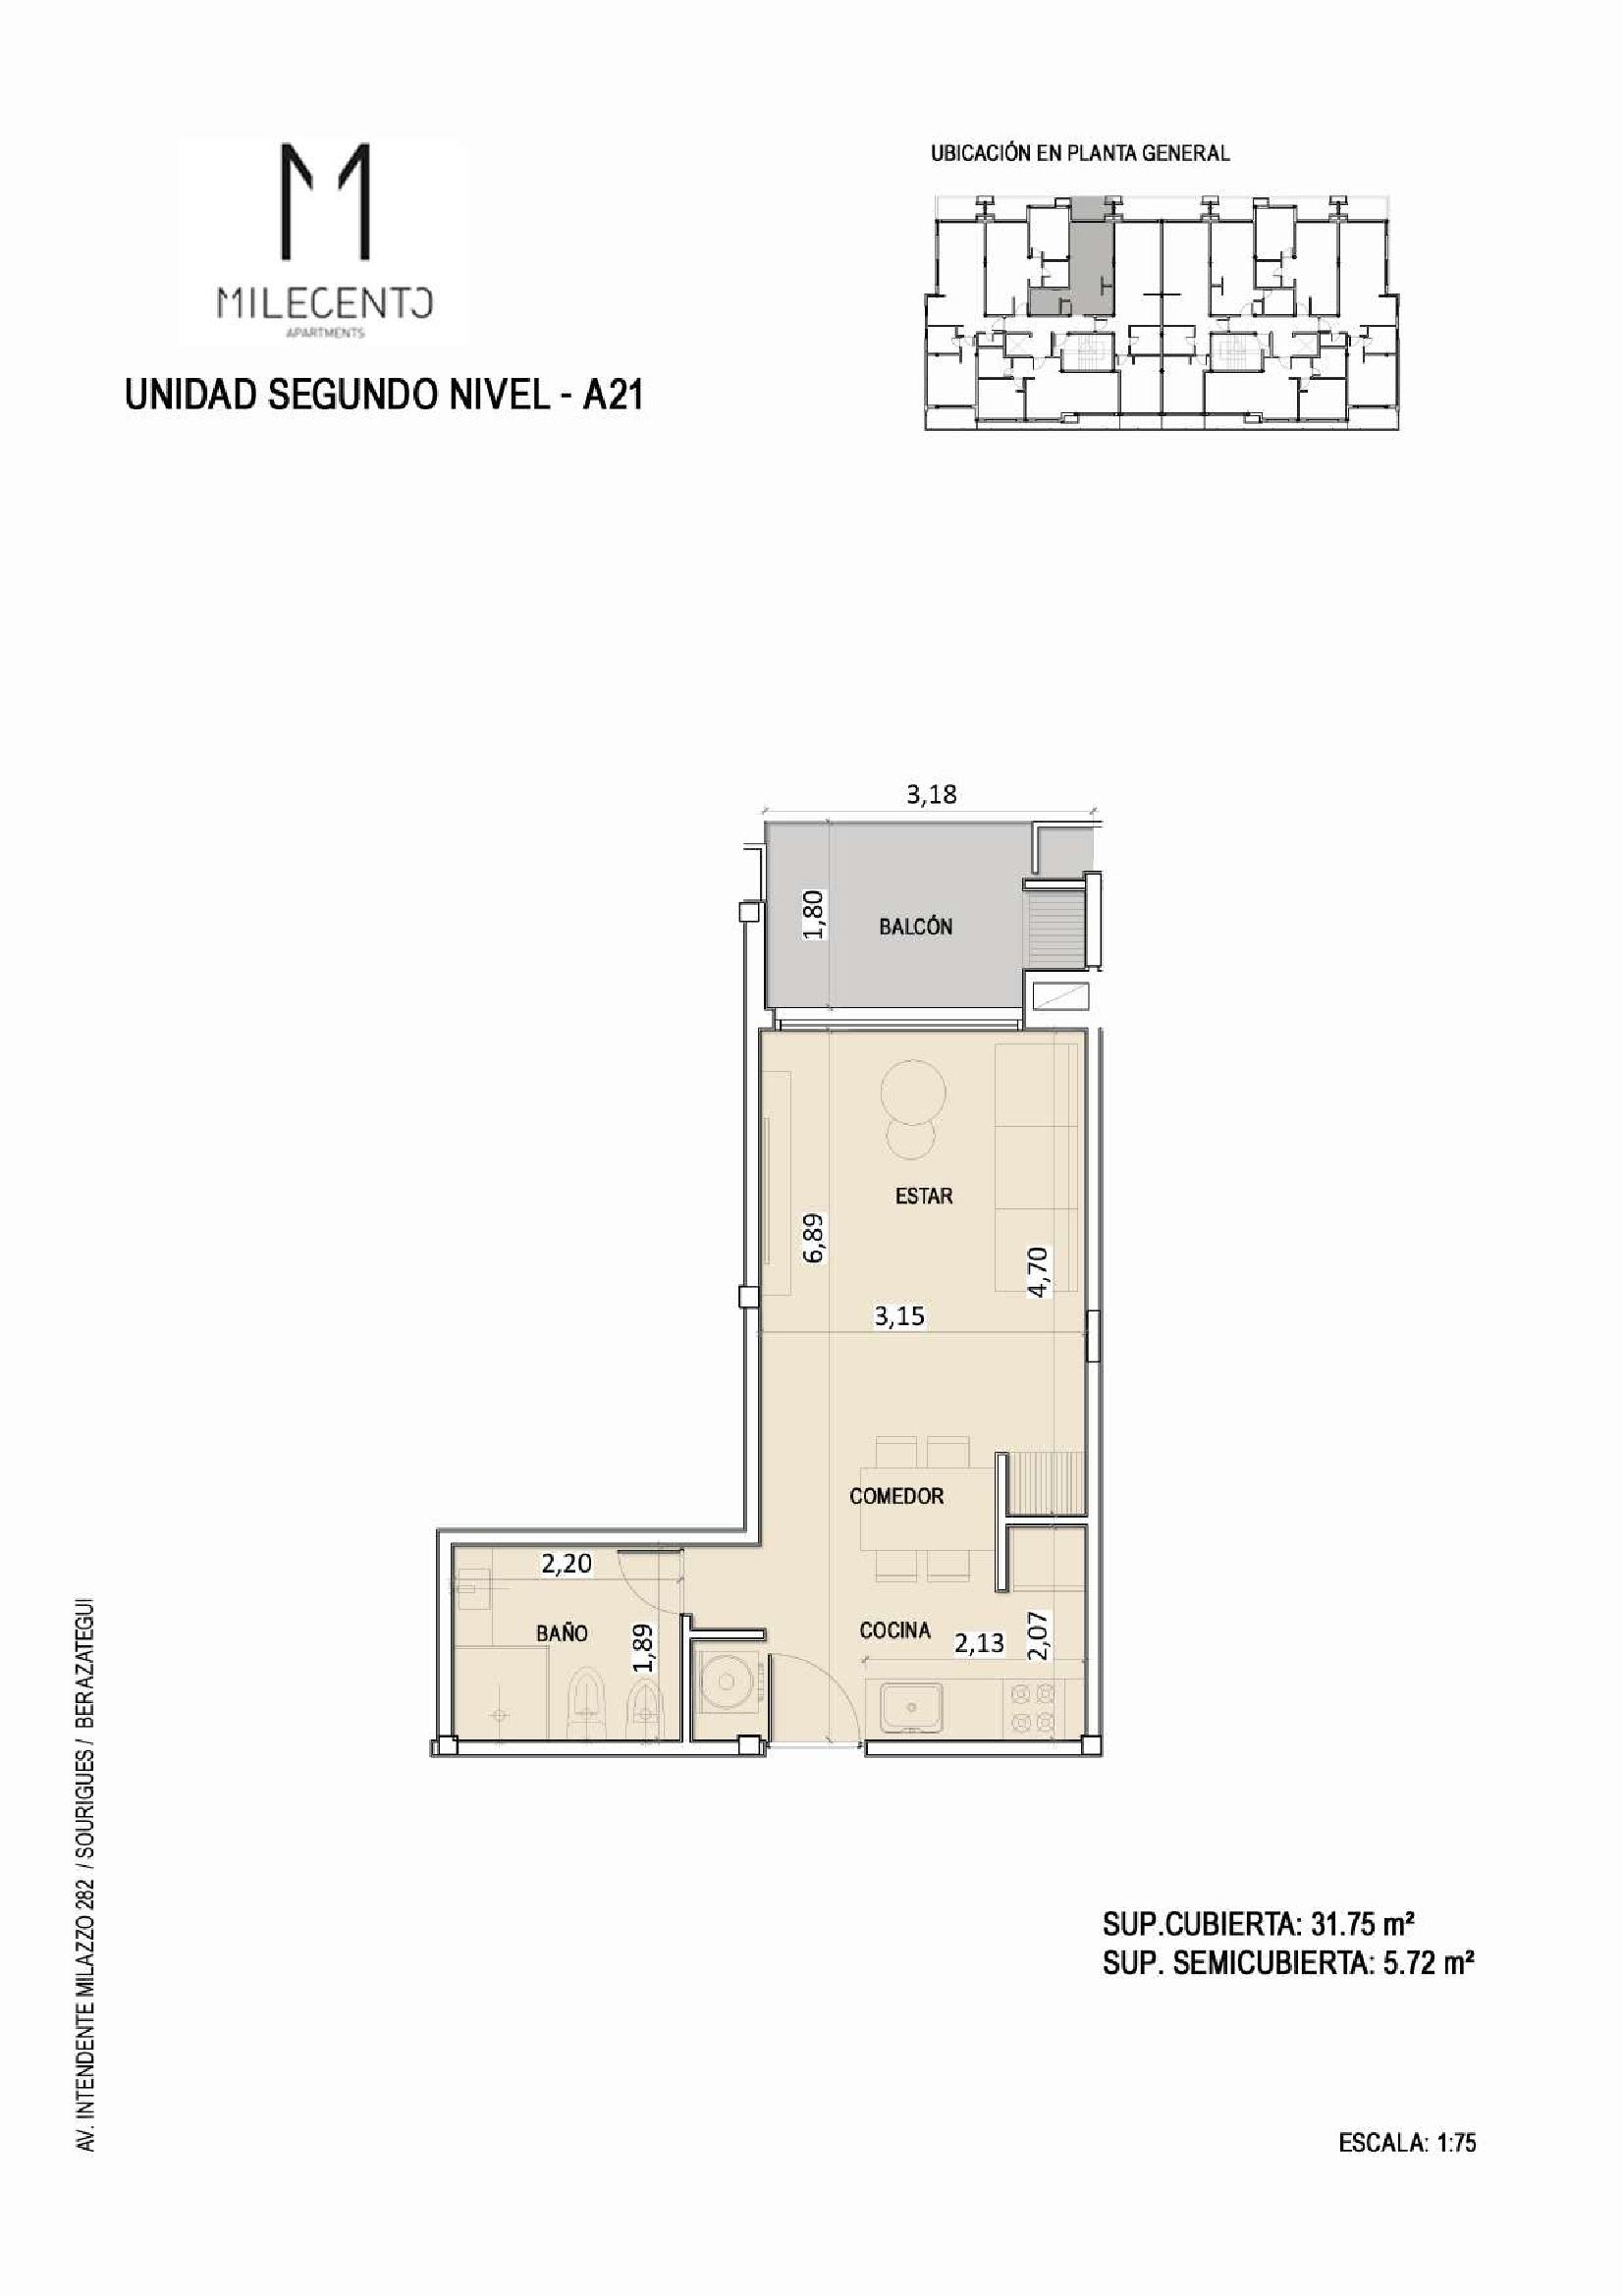 MILECENTO
APARTMENTS
UNIDAD SEGUNDO NIVEL - A21
UBICACIÓN EN PLANTA GENERAL
3,18
1,80
BALCÓN
ESTAR
6,89
4,70
3,15
COMEDOR
2,20
BAÑO
1,89
COCINA
2,13
2,07
SUP.CUBIERTA: 31.75 m²
SUP. SEMICUBIERTA: 5.72 m²
AV. INTENDENTE MILAZZO 282 / SOURIGUES / BERAZATEGUI
ESCALA: 1:75